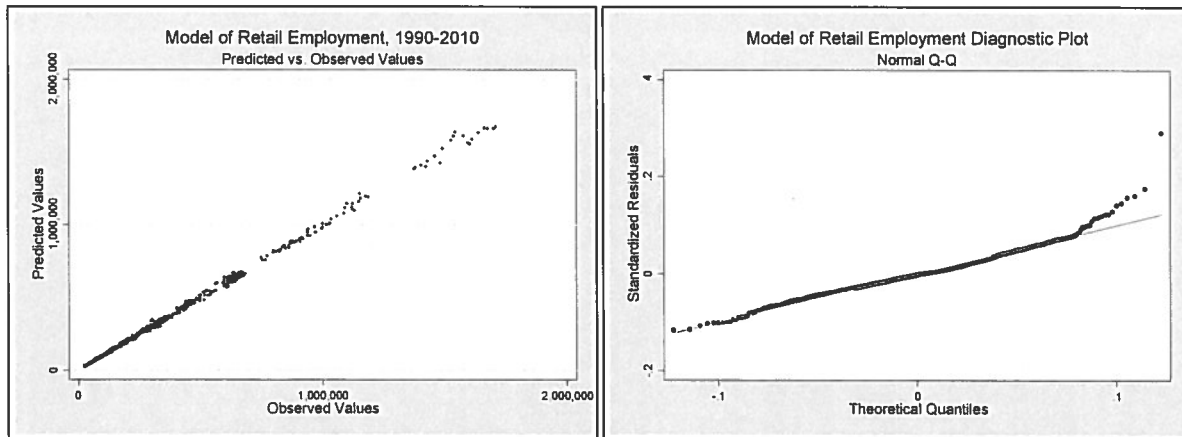 Model of Retail Employment, 1990-2010
Predicted vs. Observed Values
Predicted Values
2,000,000
1,000,000
0
0
1,000,000
2,000,000
Observed Values
Model of Retail Employment Diagnostic Plot
Normal Q-Q
Standardized Residuals
.4
.2
0
-.2
-.1
0
.1
Theoretical Quantiles